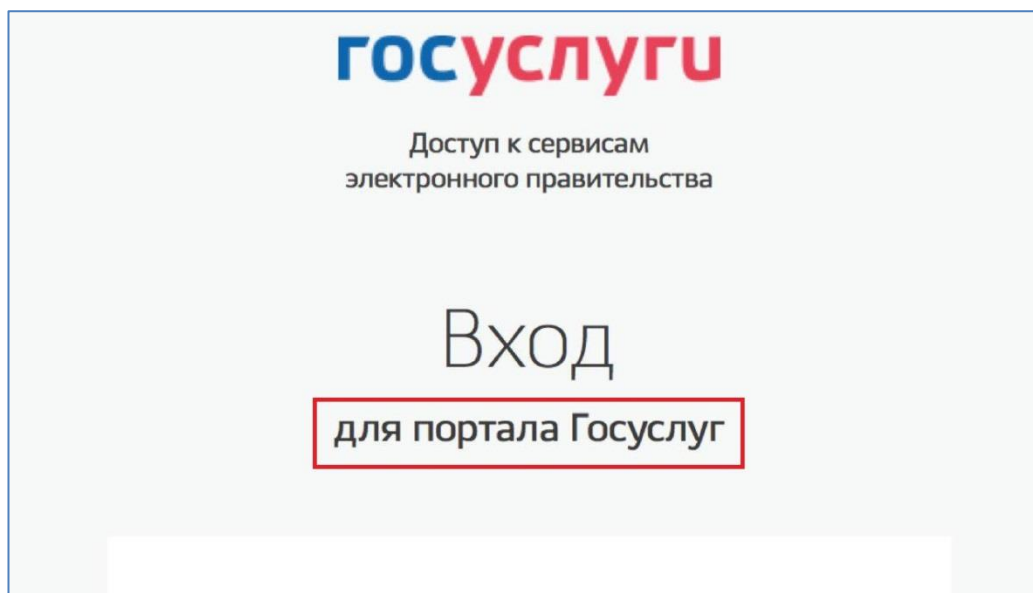 госуслуги
Доступ к сервисам
электронного правительства
Вход
для портала Госуслуг